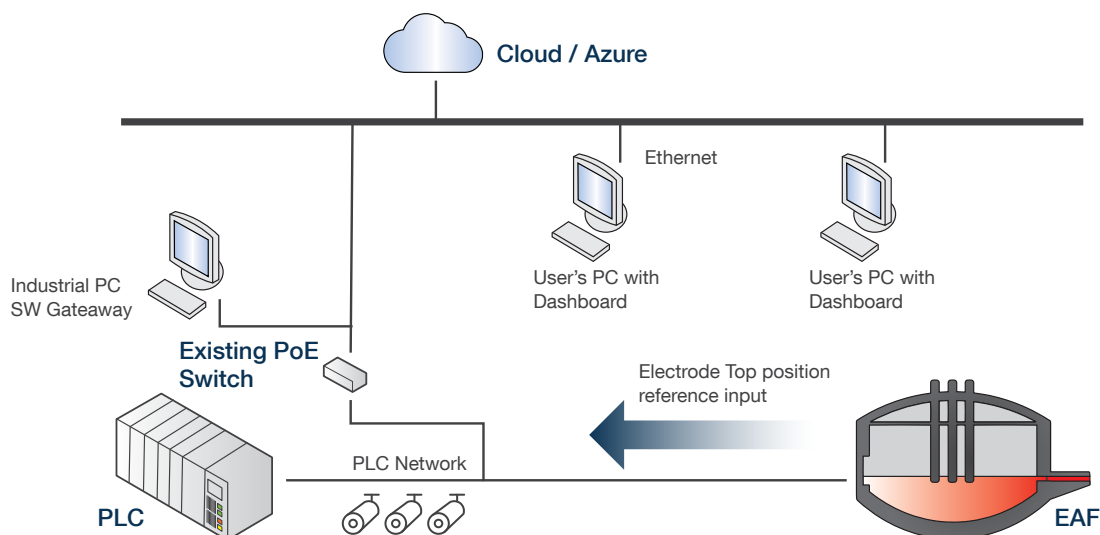 Cloud / Azure
Ethernet
User's PC with
Dashboard
User's PC with
Dashboard
Industrial PC
SW Gateaway
Existing PoE
Switch
Electrode Top position
reference input
PLC Network
PLC
EAF